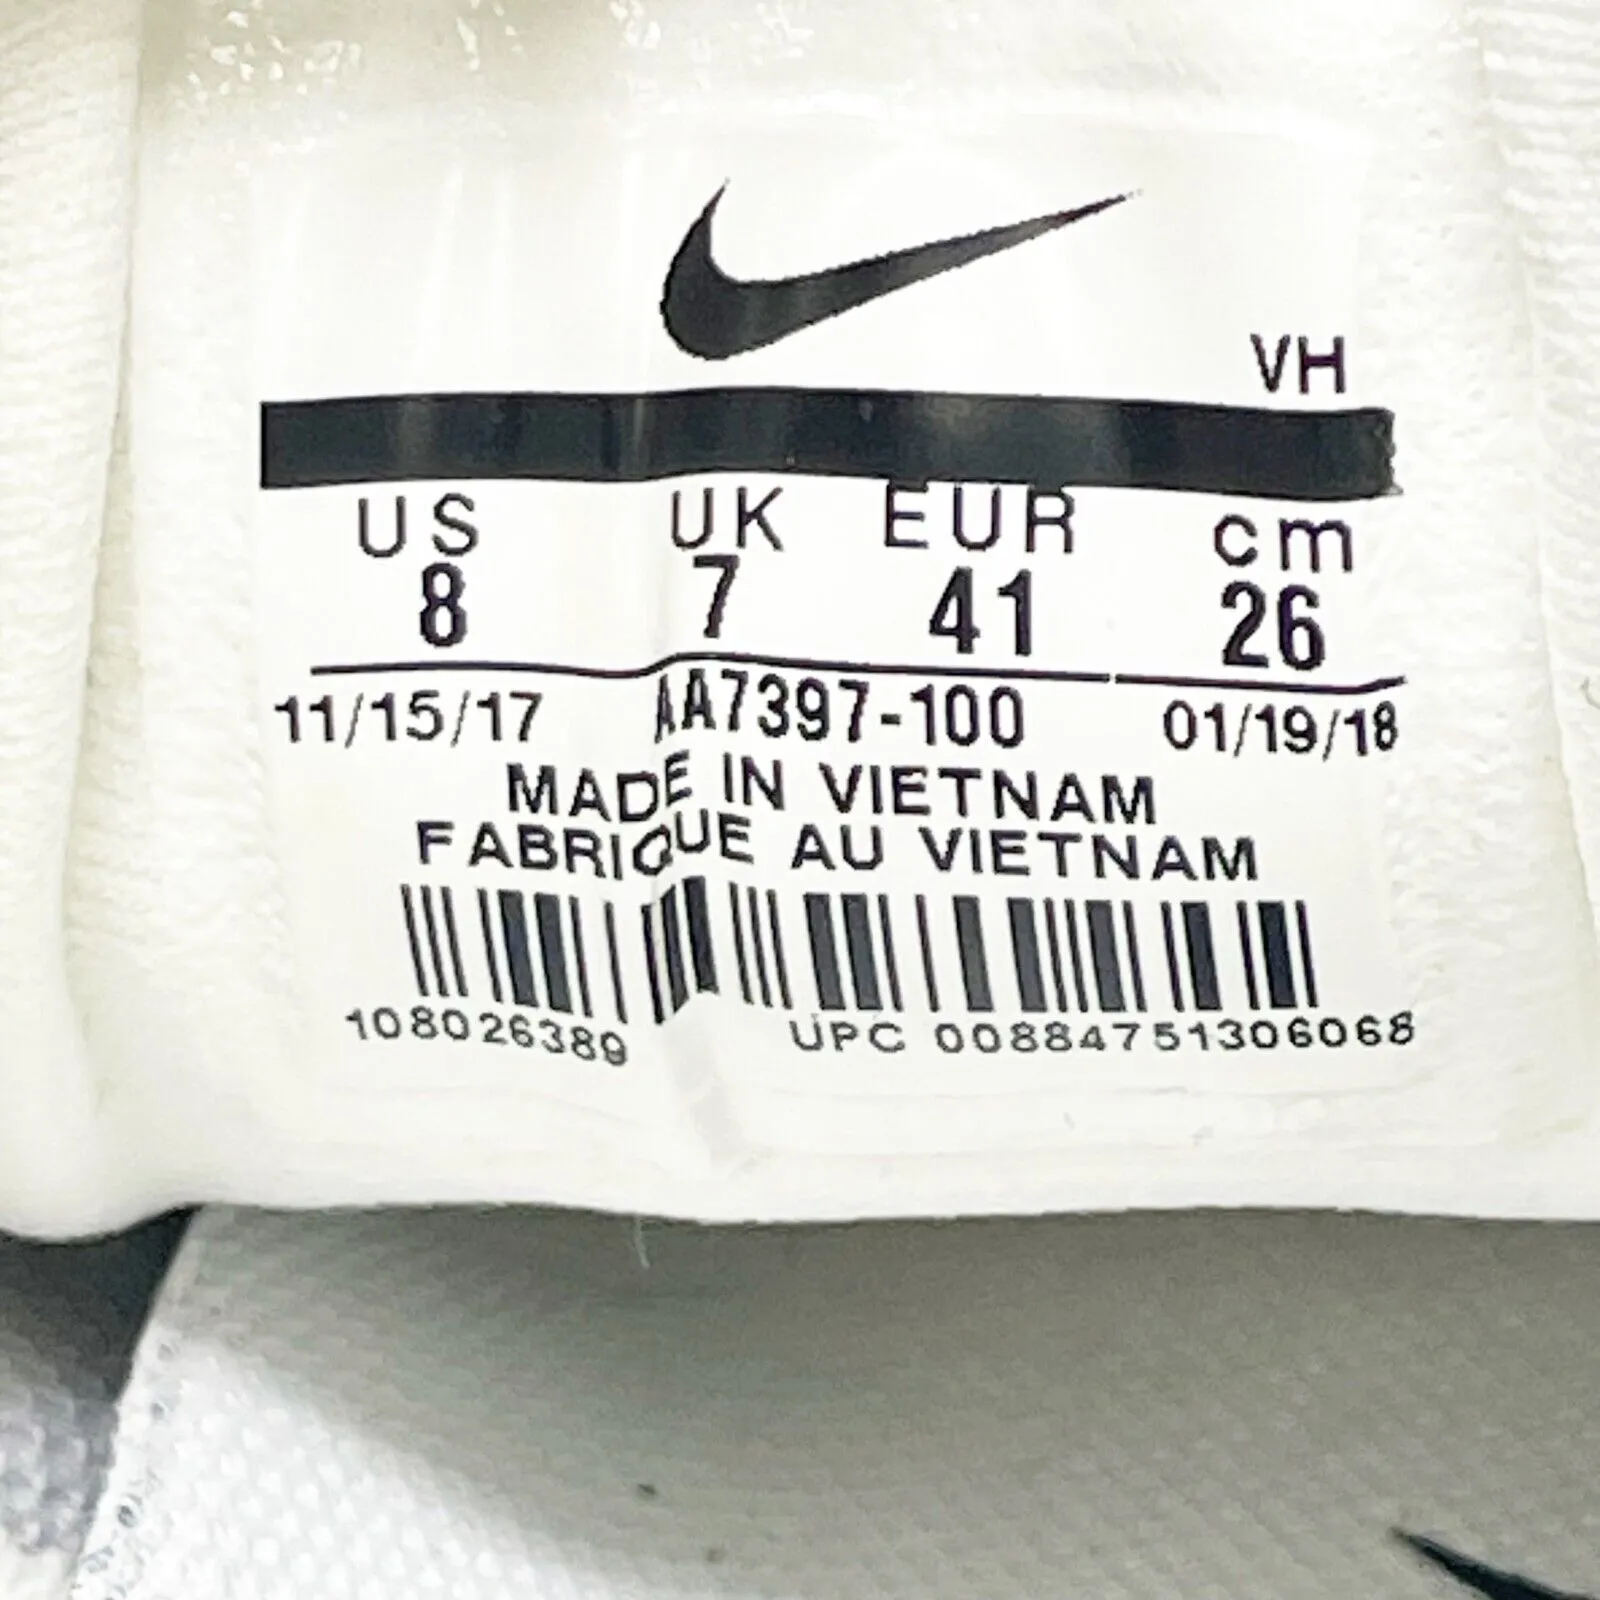 VH
US UK EUR cm
8 7 41 26
11/15/17 AA7397-100 01/19/18
MADE IN VIETNAM
FABRIQUE AU VIETNAM
108026389 UPC 00884751306068